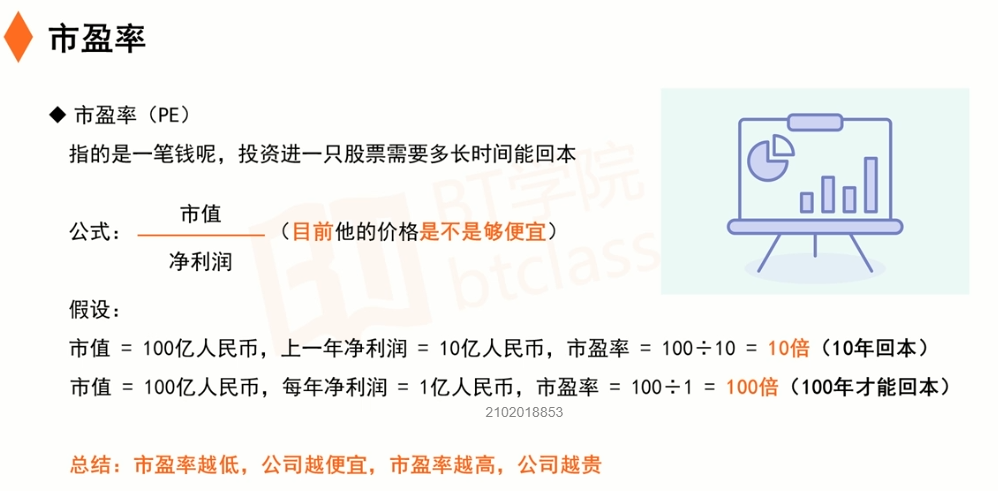 市盈率
◆ 市盈率（PE）
指的是一笔钱呢，投资进一只股票需要多长时间能回本
市值
公式： （目前他的价格是不是够便宜）
净利润
BT学院
btclass
假设：
市值 = 100亿人民币，上一年净利润 = 10亿人民币，市盈率 = 100÷10 = 10倍（10年回本）
市值 = 100亿人民币，每年净利润 = 1亿人民币，市盈率 = 100÷1 = 100倍（100年才能回本）
2102018853
总结：市盈率越低，公司越便宜，市盈率越高，公司越贵